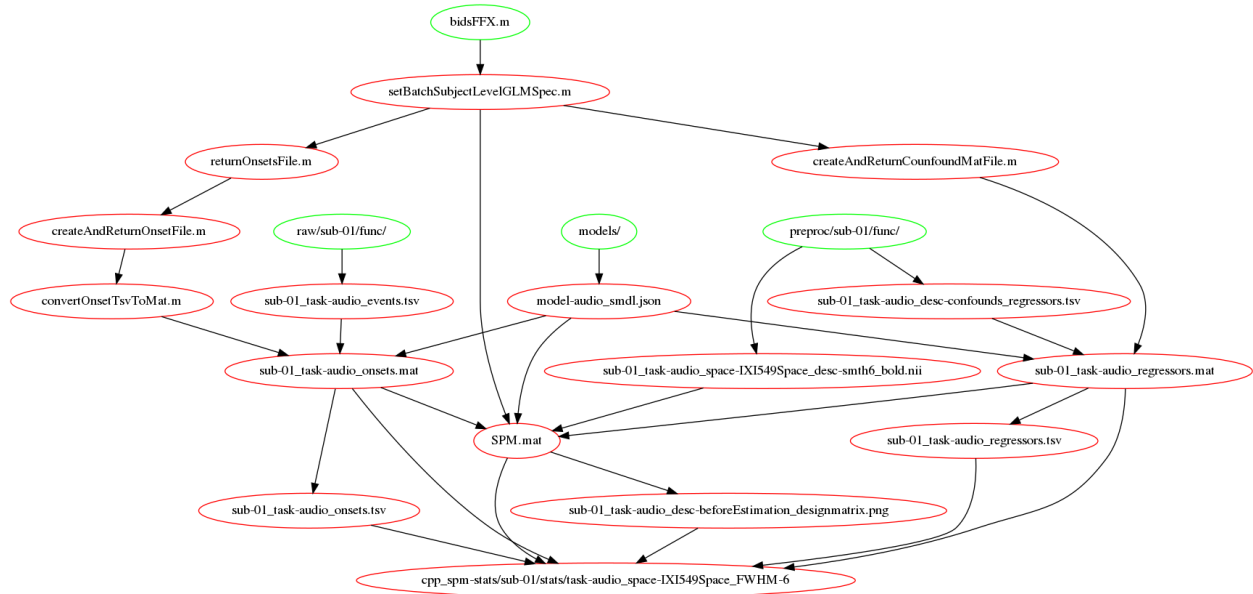 bidsFFX.m
setBatchSubjectLevelGLMSpec.m
returnOnsetsFile.m
createAndReturnCounfoundMatFile.m
createAndReturnOnsetFile.m
raw/sub-01/func/
models/
preproc/sub-01/func/
convertOnsetTsvToMat.m
sub-01_task-audio_events.tsv
model-audio_smdl.json
sub-01_task-audio_desc-confounds_regressors.tsv
sub-01_task-audio_onsets.mat
sub-01_task-audio_space-IXI549Space_desc-smth6_bold.nii
sub-01_task-audio_regressors.mat
SPM.mat
sub-01_task-audio_regressors.tsv
sub-01_task-audio_onsets.tsv
sub-01_task-audio_desc-beforeEstimation_designmatrix.png
cpp_spm-stats/sub-01/stats/task-audio_space-IXI549Space_FWHM-6